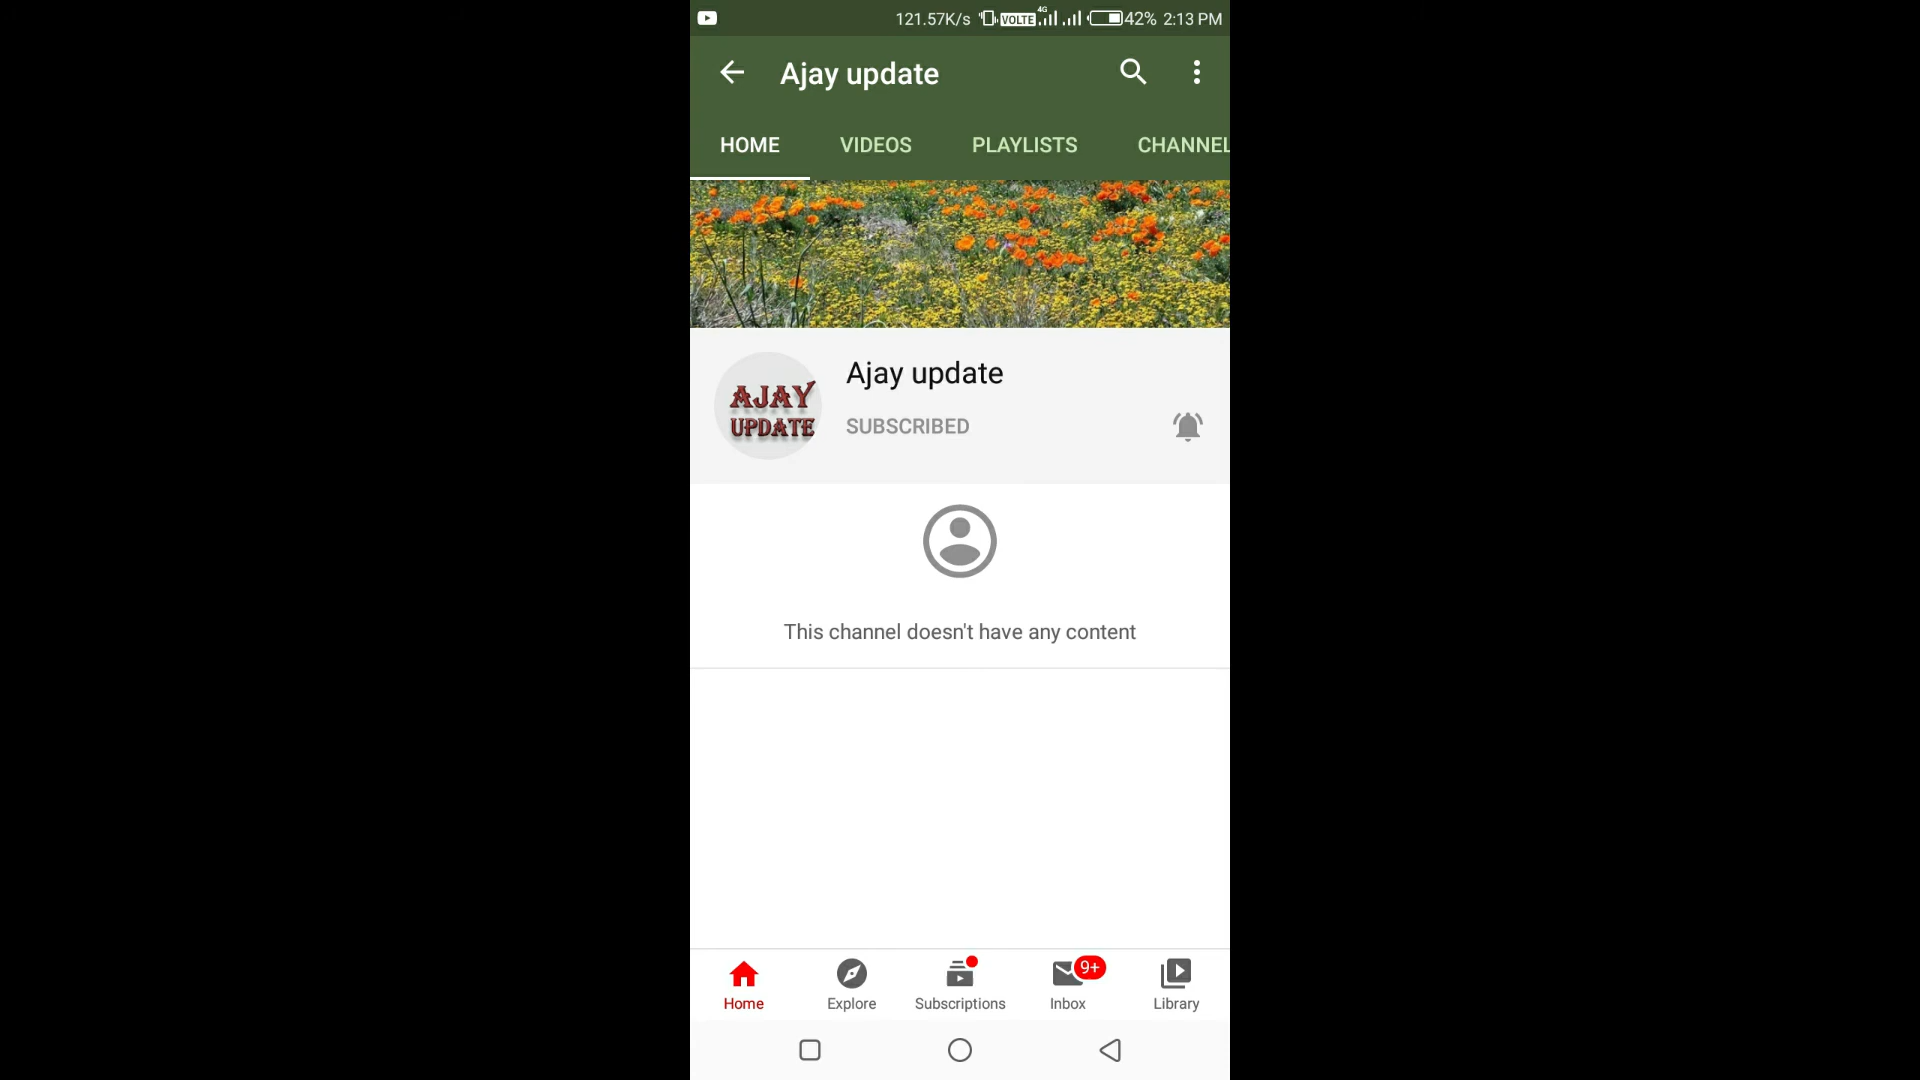 121.57K/s VOLTE 4G 42% 2:13 PM
Ajay update
HOME VIDEOS PLAYLISTS CHANNEL
AJAY
UPDATE
Ajay update
SUBSCRIBED
This channel doesn't have any content
9+
Home Explore Subscriptions Inbox Library